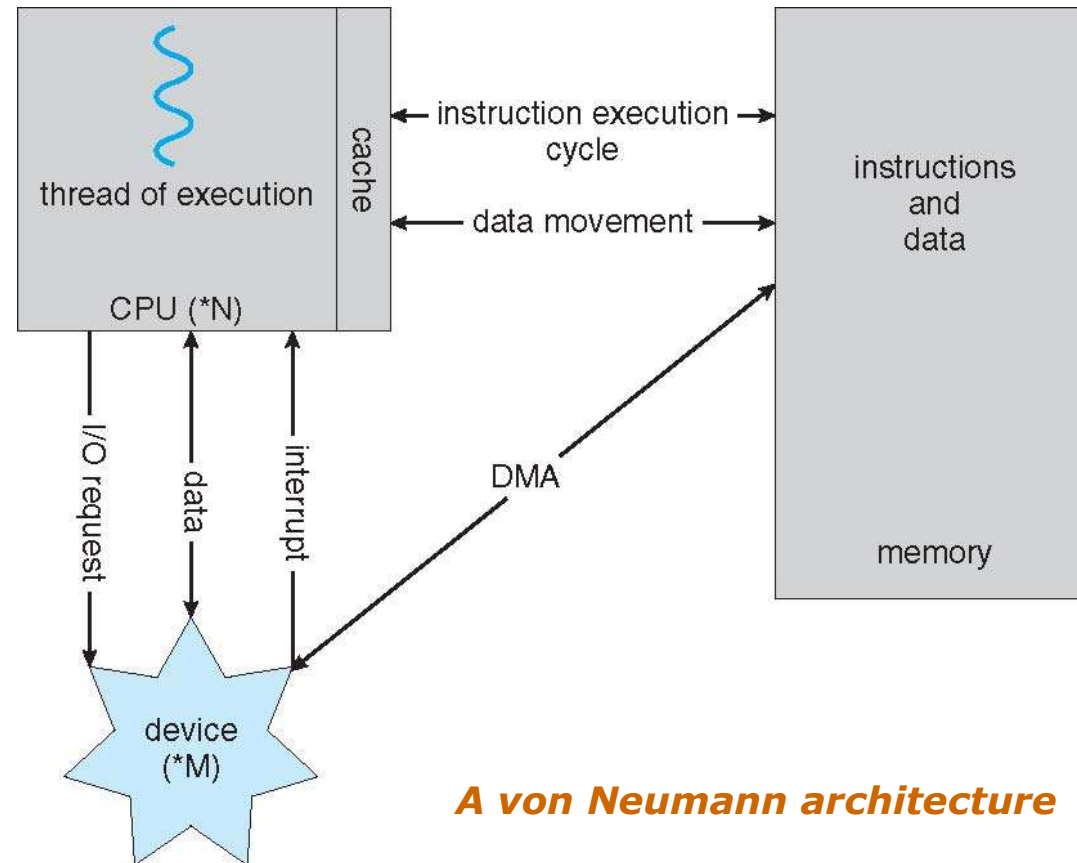 thread of execution
CPU (*N)
cache
instruction execution
cycle
data movement
instructions
and
data
memory
I/O request
data
interrupt
DMA
device
(*M)
A von Neumann architecture